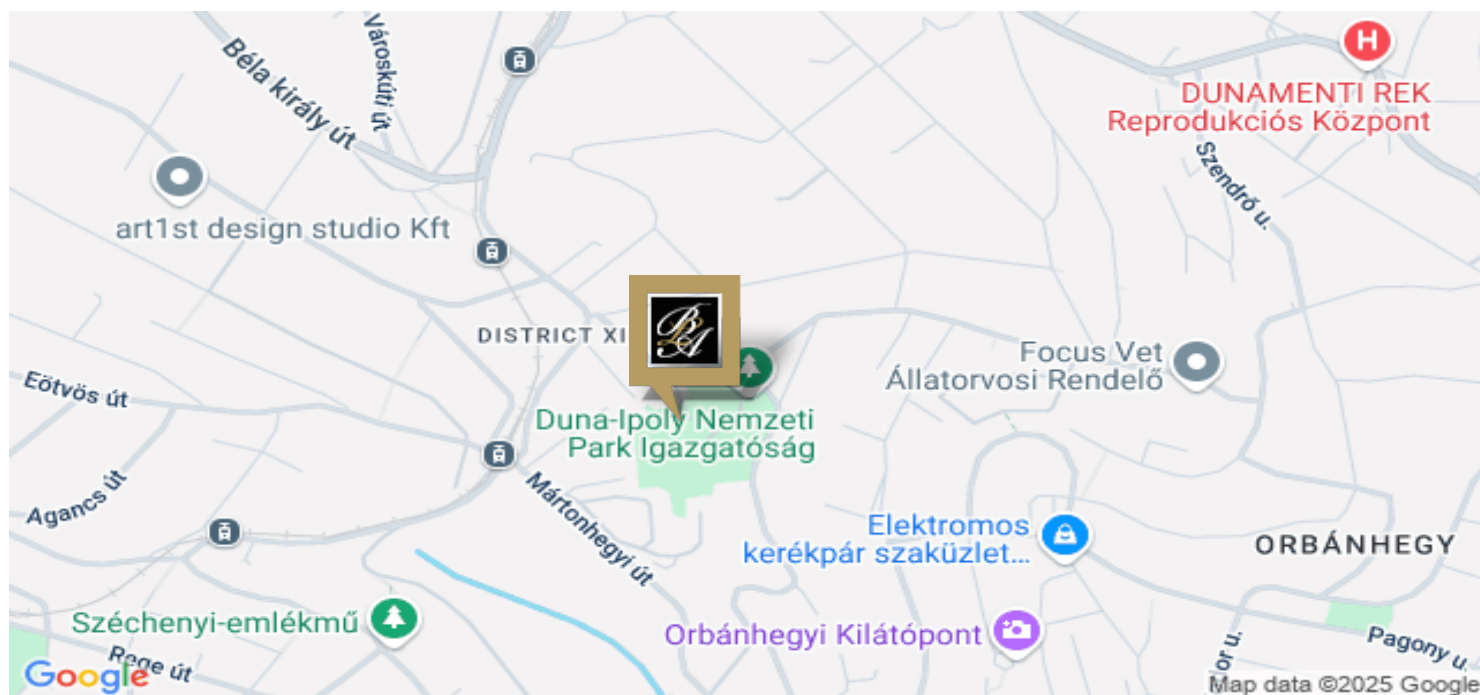 Városkúti út
Béla király út
H
DUNAMENTI REK
Reprodukciós Központ
Szendrő u.
art1st design studio Kft
DISTRICT XI
BA
Focus Vet
Állatorvosi Rendelő
Eötvös út
Duna-Ipoly Nemzeti
Park Igazgatóság
Agancs út
Mártonhegyi út
Elektromos
kerékpár szaküzlet...
ORBÁNHEGY
Széchenyi-emlékmű
Orbánhegyi Kilátópont
Pagony u.
Rege út
Google
Map data ©2025 Google